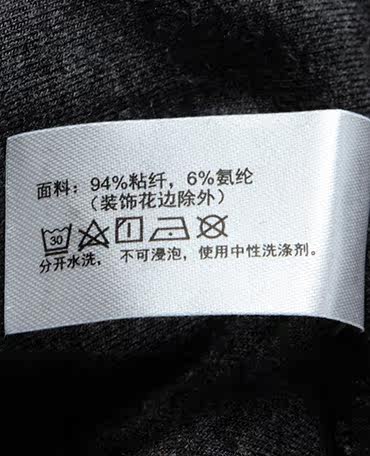 面料：94%粘纤，6%氨纶
（装饰花边除外）
30
分开水洗，不可浸泡，使用中性洗涤剂。